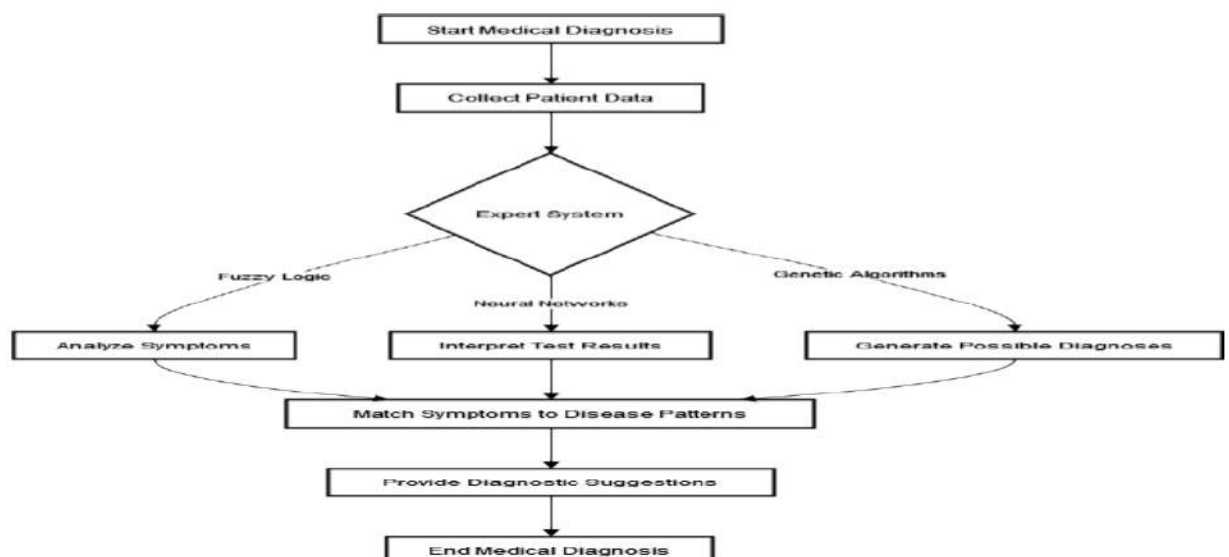 Start Medical Diagnosis
Collect Patient Data
Expert System
Fuzzy Logic
Genetic Algorithms
Neural Networks
Analyze Symptoms
Interpret Test Results
Generate Possible Diagnoses
Match Symptoms to Disease Patterns
Provide Diagnostic Suggestions
End Medical Diagnosis